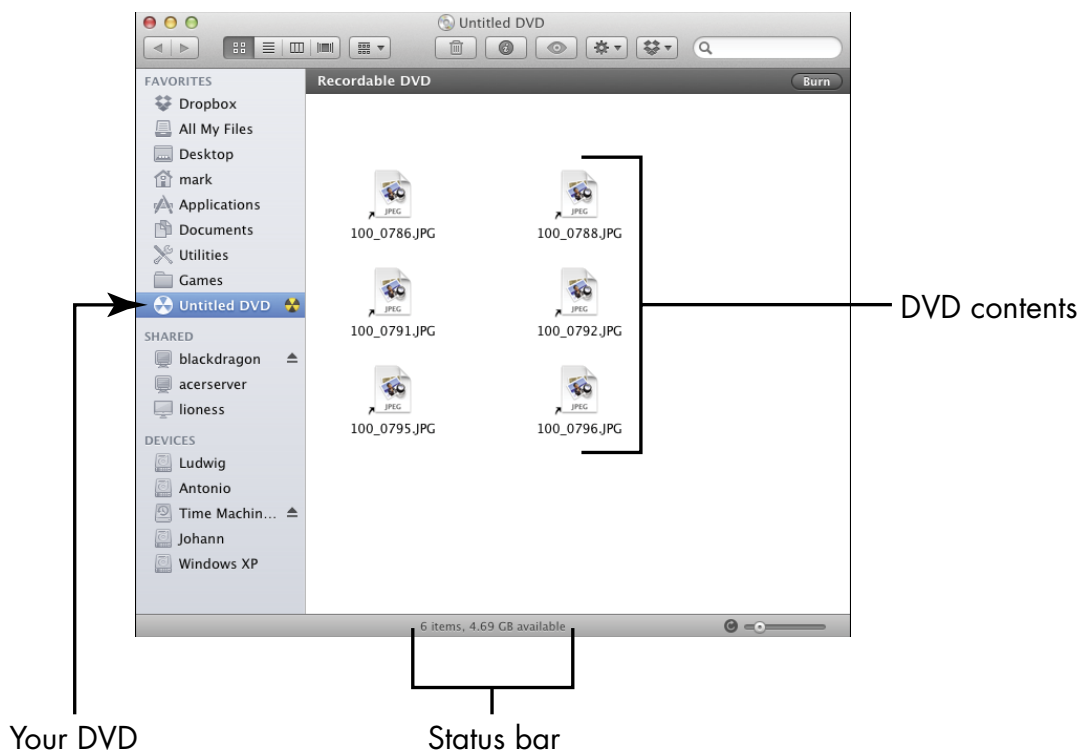 Untitled DVD
FAVORITES
Dropbox
All My Files
Desktop
mark
Applications
Documents
Utilities
Games
Untitled DVD
SHARED
blackdragon
acerserver
lioness
DEVICES
Ludwig
Antonio
Time Machin...
Johann
Windows XP
Recordable DVD Burn
JPEG JPEG
100_0786.JPG 100_0788.JPG
JPEG JPEG
100_0791.JPG 100_0792.JPG
JPEG JPEG
100_0795.JPG 100_0796.JPG
DVD contents
6 items, 4.69 GB available
Your DVD
Status bar